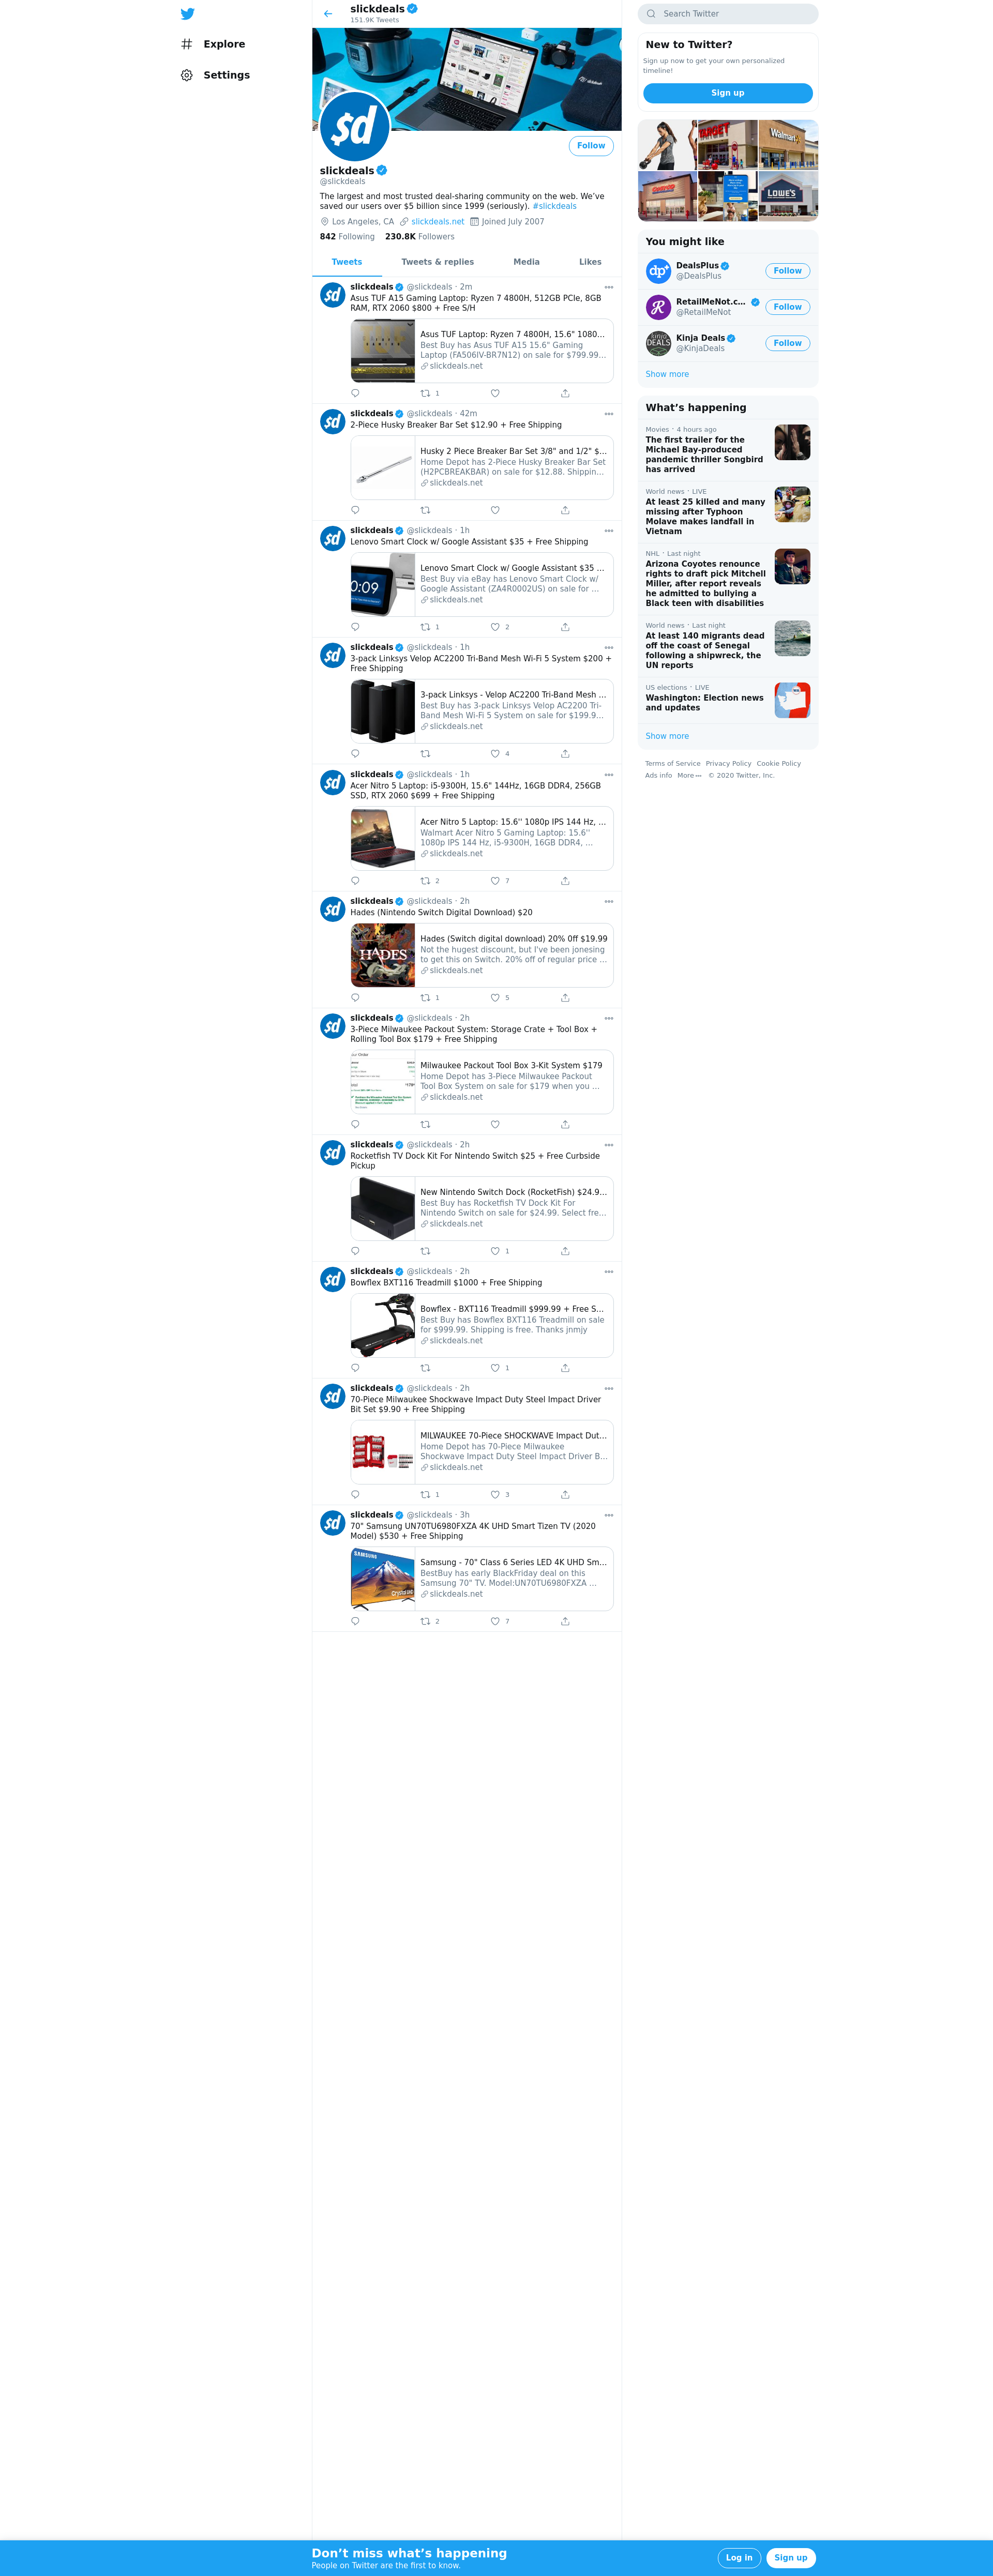 Explore
Settings
slickdeals
151.9K Tweets
$d
Follow
slickdeals
@slickdeals
The largest and most trusted deal-sharing community on the web. We've
saved our users over $5 billion since 1999 (seriously). #slickdeals
Los Angeles, CA slickdeals.net Joined July 2007
842 Following 230.8K Followers
Tweets Tweets & replies Media Likes
slickdeals @slickdeals · 2m
Asus TUF A15 Gaming Laptop: Ryzen 7 4800H, 512GB PCIe, 8GB
RAM, RTX 2060 $800 + Free S/H
Asus TUF Laptop: Ryzen 7 4800H, 15.6" 1080...
Best Buy has Asus TUF A15 15.6" Gaming
Laptop (FA506IV-BR7N12) on sale for $799.99...
slickdeals.net
1
slickdeals @slickdeals · 42m
2-Piece Husky Breaker Bar Set $12.90 + Free Shipping
Husky 2 Piece Breaker Bar Set 3/8" and 1/2" $...
Home Depot has 2-Piece Husky Breaker Bar Set
(H2PCBREAKBAR) on sale for $12.88. Shippin...
slickdeals.net
slickdeals @slickdeals · 1h
Lenovo Smart Clock w/ Google Assistant $35 + Free Shipping
Lenovo Smart Clock w/ Google Assistant $35 ...
Best Buy via eBay has Lenovo Smart Clock w/
Google Assistant (ZA4R0002US) on sale for ...
slickdeals.net
1 2
slickdeals @slickdeals · 1h
3-pack Linksys Velop AC2200 Tri-Band Mesh Wi-Fi 5 System $200 +
Free Shipping
3-pack Linksys - Velop AC2200 Tri-Band Mesh ...
Best Buy has 3-pack Linksys Velop AC2200 Tri-
Band Mesh Wi-Fi 5 System on sale for $199.9...
slickdeals.net
4
slickdeals @slickdeals · 1h
Acer Nitro 5 Laptop: i5-9300H, 15.6" 144Hz, 16GB DDR4, 256GB
SSD, RTX 2060 $699 + Free Shipping
Acer Nitro 5 Laptop: 15.6'' 1080p IPS 144 Hz, ...
Walmart Acer Nitro 5 Gaming Laptop: 15.6''
1080p IPS 144 Hz, i5-9300H, 16GB DDR4, ...
slickdeals.net
2 7
slickdeals @slickdeals · 2h
Hades (Nintendo Switch Digital Download) $20
HADES
Hades (Switch digital download) 20% 0ff $19.99
Not the hugest discount, but I've been jonesing
to get this on Switch. 20% off of regular price ...
slickdeals.net
1 5
slickdeals @slickdeals · 2h
3-Piece Milwaukee Packout System: Storage Crate + Tool Box +
Rolling Tool Box $179 + Free Shipping
Milwaukee Packout Tool Box 3-Kit System $179
Home Depot has 3-Piece Milwaukee Packout
Tool Box System on sale for $179 when you ...
slickdeals.net
slickdeals @slickdeals · 2h
Rocketfish TV Dock Kit For Nintendo Switch $25 + Free Curbside
Pickup
New Nintendo Switch Dock (RocketFish) $24.9...
Best Buy has Rocketfish TV Dock Kit For
Nintendo Switch on sale for $24.99. Select fre...
slickdeals.net
1
slickdeals @slickdeals · 2h
Bowflex BXT116 Treadmill $1000 + Free Shipping
Bowflex - BXT116 Treadmill $999.99 + Free S...
Best Buy has Bowflex BXT116 Treadmill on sale
for $999.99. Shipping is free. Thanks jnmjy
slickdeals.net
1
slickdeals @slickdeals · 2h
70-Piece Milwaukee Shockwave Impact Duty Steel Impact Driver
Bit Set $9.90 + Free Shipping
MILWAUKEE 70-Piece SHOCKWAVE Impact Dut...
Home Depot has 70-Piece Milwaukee
Shockwave Impact Duty Steel Impact Driver B...
slickdeals.net
1 3
slickdeals @slickdeals · 3h
70" Samsung UN70TU6980FXZA 4K UHD Smart Tizen TV (2020
Model) $530 + Free Shipping
SAMSUNG
Crystal UHD
Samsung - 70" Class 6 Series LED 4K UHD Sm...
BestBuy has early BlackFriday deal on this
Samsung 70" TV. Model:UN70TU6980FXZA ...
slickdeals.net
2 7
Search Twitter
New to Twitter?
Sign up now to get your own personalized
timeline!
Sign up
TARGET
Walmart
COSTCO
LOWE'S
You might like
DealsPlus
@DealsPlus
Follow
RetailMeNot.c...
@RetailMeNot
Follow
Kinja Deals
@KinjaDeals
Follow
Show more
What's happening
Movies · 4 hours ago
The first trailer for the
Michael Bay-produced
pandemic thriller Songbird
has arrived
World news · LIVE
At least 25 killed and many
missing after Typhoon
Molave makes landfall in
Vietnam
NHL · Last night
Arizona Coyotes renounce
rights to draft pick Mitchell
Miller, after report reveals
he admitted to bullying a
Black teen with disabilities
World news · Last night
At least 140 migrants dead
off the coast of Senegal
following a shipwreck, the
UN reports
US elections · LIVE
Washington: Election news
and updates
Show more
Terms of Service Privacy Policy Cookie Policy
Ads info More © 2020 Twitter, Inc.
Don't miss what's happening
People on Twitter are the first to know.
Log in Sign up